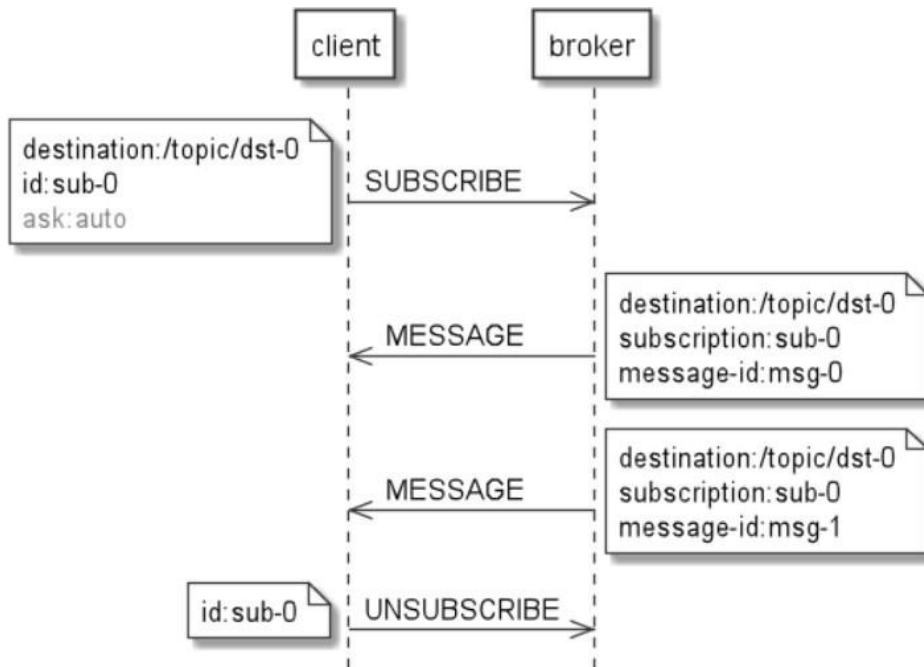 client
broker
destination:/topic/dst-0
id:sub-0
ask:auto
SUBSCRIBE
destination:/topic/dst-0
subscription:sub-0
message-id:msg-0
MESSAGE
destination:/topic/dst-0
subscription:sub-0
message-id:msg-1
MESSAGE
id:sub-0
UNSUBSCRIBE